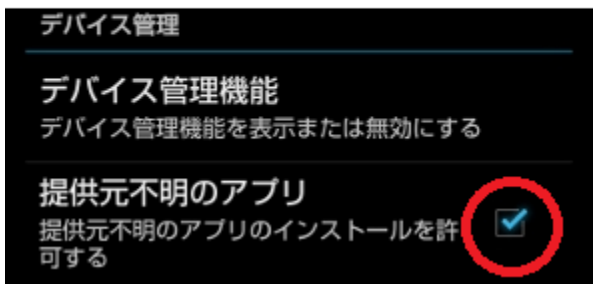 デバイス管理
デバイス管理機能
デバイス管理機能を表示または無効にする
提供元不明のアプリ
提供元不明のアプリのインストールを許
可する